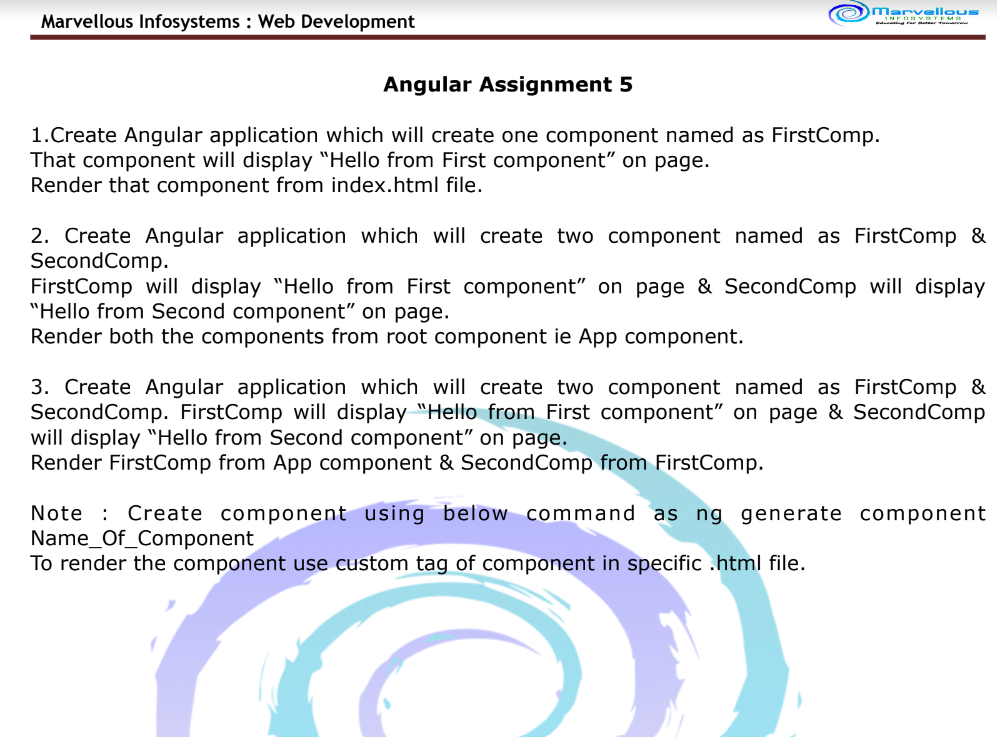 Marvellous Infosystems : Web Development
Marvellous
INFOSYSTEMS
Educating for Better Tomorrow
Angular Assignment 5
1.Create Angular application which will create one component named as FirstComp.
That component will display “Hello from First component” on page.
Render that component from index.html file.
2. Create Angular application which will create two component named as FirstComp &
SecondComp.
FirstComp will display “Hello from First component” on page & SecondComp will display
“Hello from Second component” on page.
Render both the components from root component ie App component.
3. Create Angular application which will create two component named as FirstComp &
SecondComp. FirstComp will display “Hello from First component” on page & SecondComp
will display “Hello from Second component” on page.
Render FirstComp from App component & SecondComp from FirstComp.
Note : Create component using below command as ng generate component
Name_Of_Component
To render the component use custom tag of component in specific .html file.